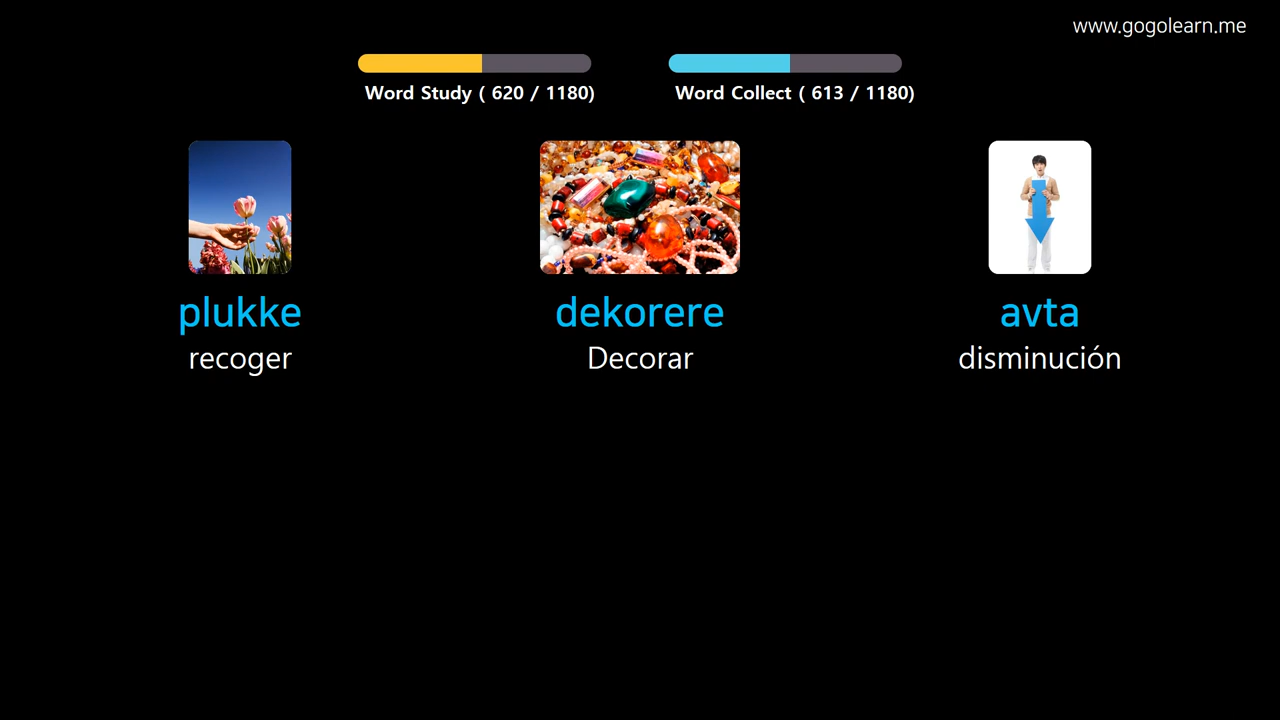 www.gogolearn.me
Word Study ( 620 / 1180)
Word Collect ( 613 / 1180)
plukke
dekorere
avta
recoger
Decorar
disminución